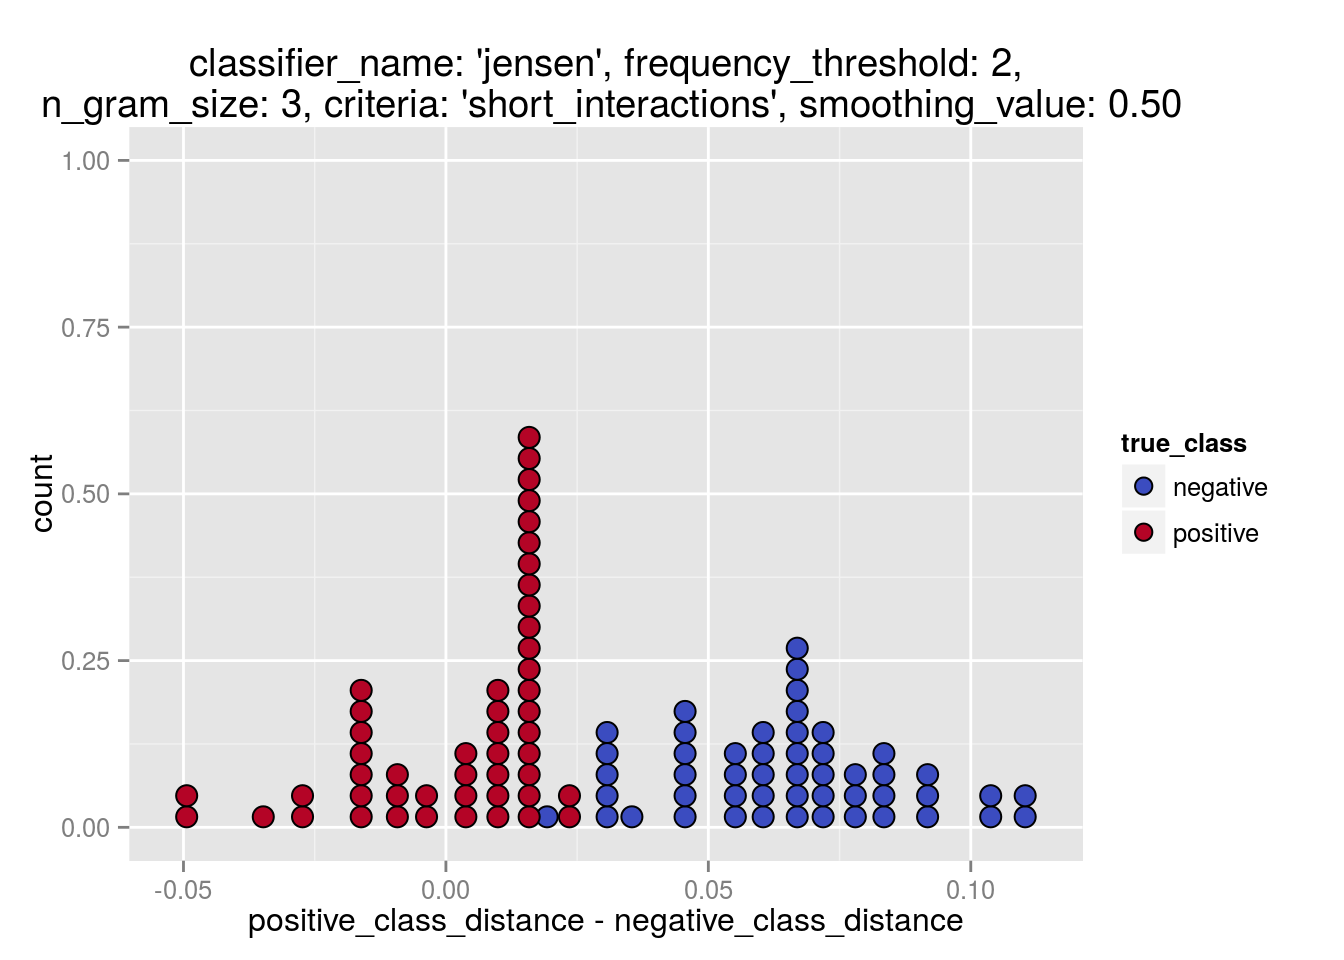 classifier_name: 'jensen', frequency_threshold: 2,
n_gram_size: 3, criteria: 'short_interactions', smoothing_value: 0.50
1.00
0.75
0.50
0.25
0.00
count
-0.05
0.00
0.05
0.10
positive_class_distance - negative_class_distance
true_class
negative
positive